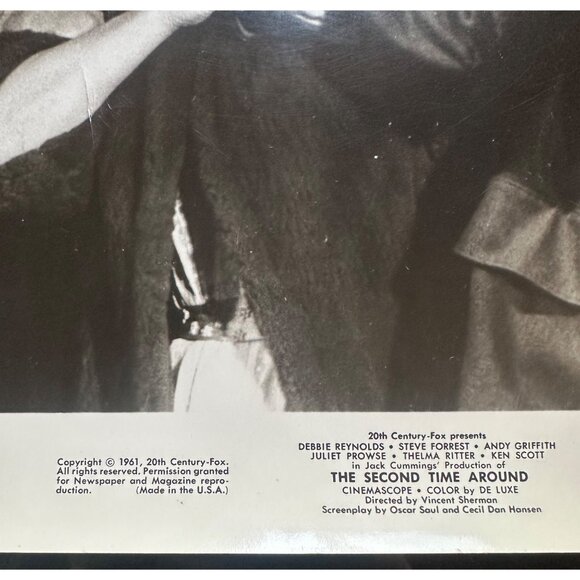 Copyright © 1961, 20th Century-Fox.
All rights reserved. Permission granted
for Newspaper and Magazine repro-
duction. (Made in the U.S.A.)
20th Century-Fox presents
DEBBIE REYNOLDS • STEVE FORREST • ANDY GRIFFITH
JULIET PROWSE • THELMA RITTER • KEN SCOTT
in Jack Cummings' Production of
THE SECOND TIME AROUND
CINEMASCOPE • COLOR by DE LUXE
Directed by Vincent Sherman
Screenplay by Oscar Saul and Cecil Dan Hansen